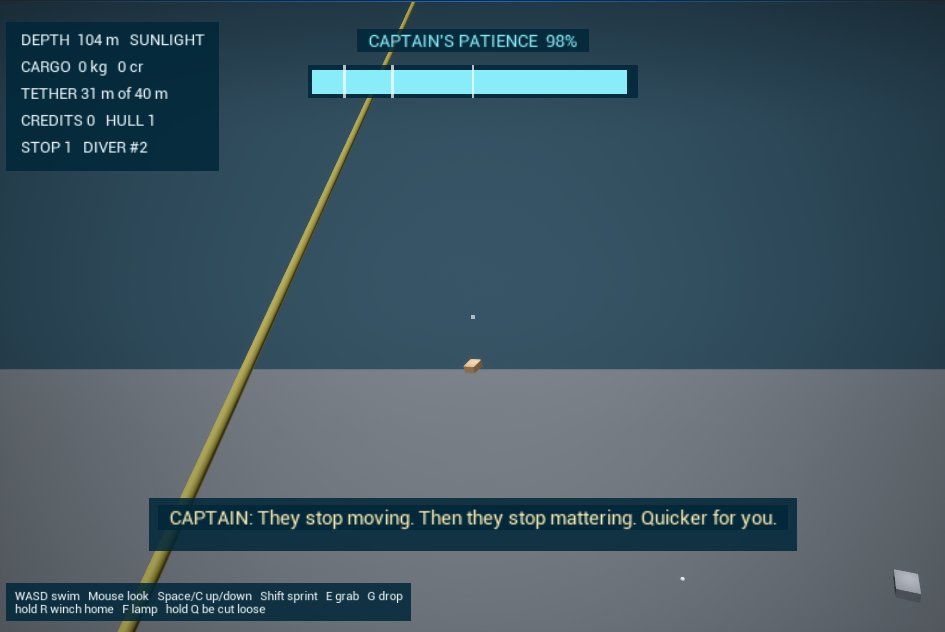 DEPTH 104 m SUNLIGHT
CARGO 0 kg 0 cr
TETHER 31 m of 40 m
CREDITS 0 HULL 1
STOP 1 DIVER #2
CAPTAIN'S PATIENCE 98%
CAPTAIN: They stop moving. Then they stop mattering. Quicker for you.
WASD swim Mouse look Space/C up/down Shift sprint E grab G drop
hold R winch home F lamp hold Q be cut loose